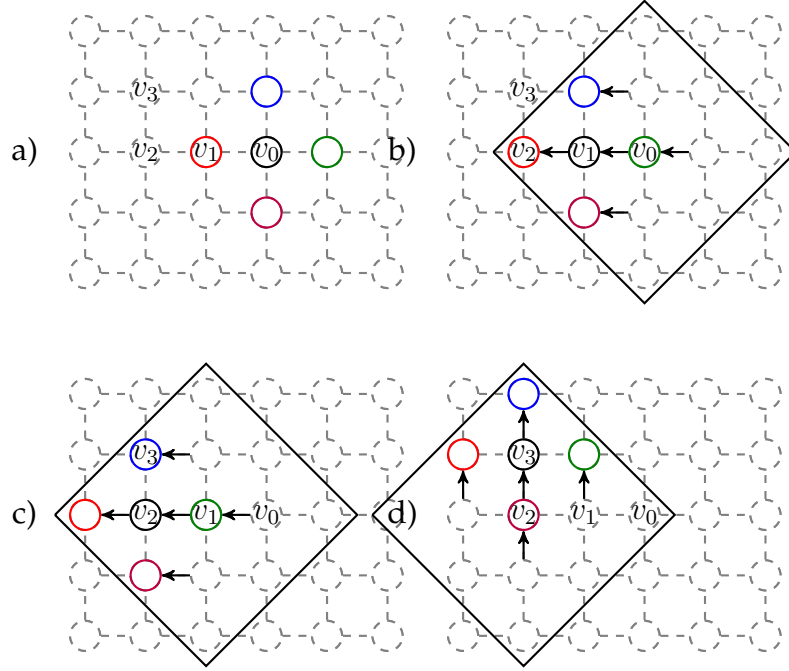 v₃
a) v₂ v₁ v₀
v₃
b) v₂ v₁ v₀
v₃
c) v₂ v₁ v₀
v₃
d) v₂ v₁ v₀